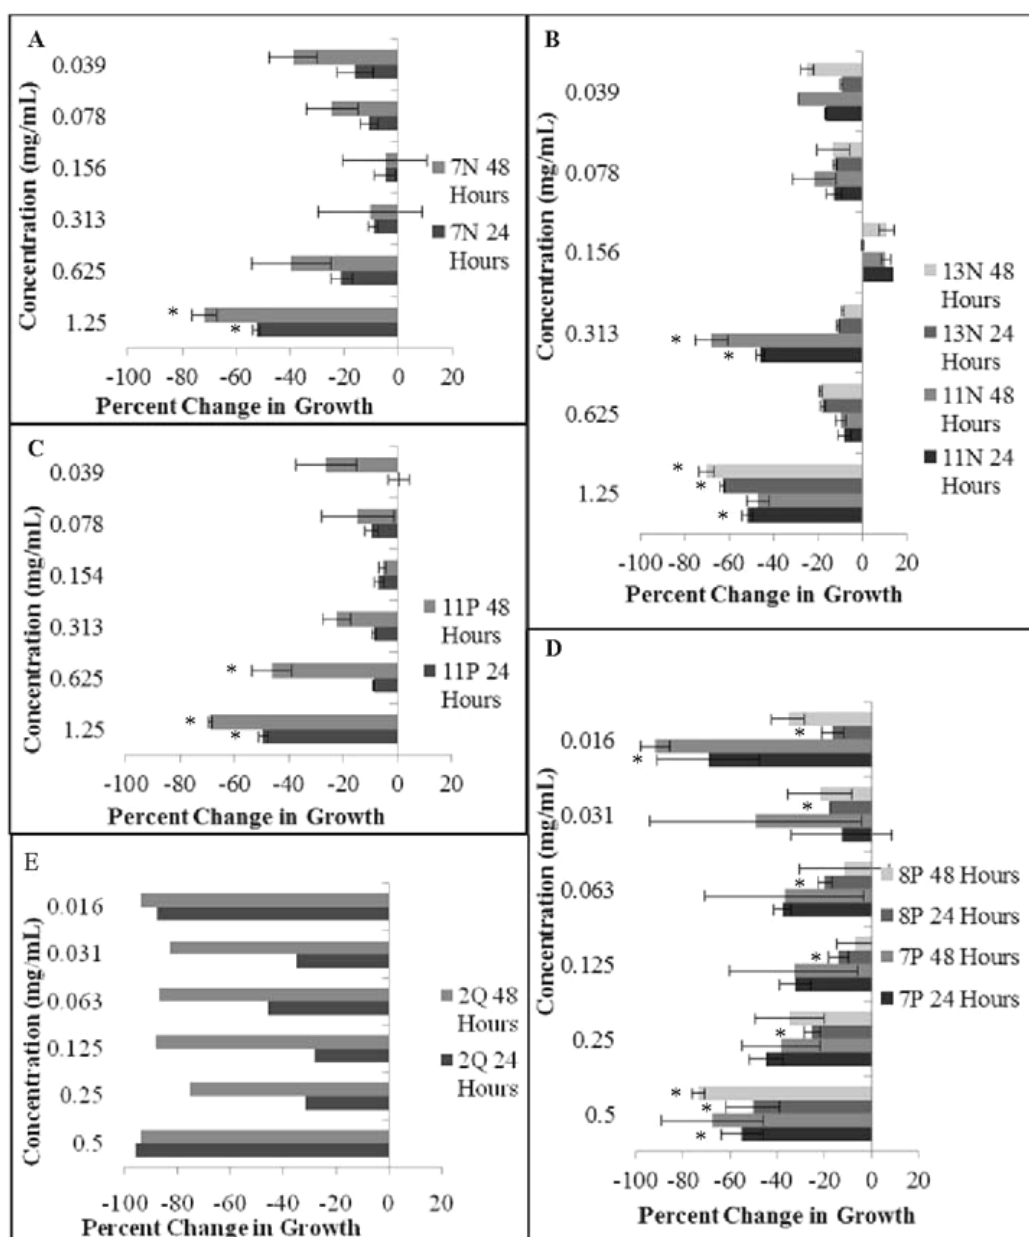 A
Concentration (mg/mL)
0.039
0.078
0.156
0.313
0.625
1.25
*
*
7N 48
Hours
7N 24
Hours
-100 -80 -60 -40 -20 0 20
Percent Change in Growth
B
Concentration (mg/mL)
0.039
0.078
0.156
0.313
0.625
1.25
*
*
*
*
*
13N 48
Hours
13N 24
Hours
11N 48
Hours
11N 24
Hours
-100 -80 -60 -40 -20 0 20
Percent Change in Growth
C
Concentration (mg/mL)
0.039
0.078
0.154
0.313
0.625
1.25
*
*
*
11P 48
Hours
11P 24
Hours
-100 -80 -60 -40 -20 0 20
Percent Change in Growth
D
Concentration (mg/mL)
0.016
0.031
0.063
0.125
0.25
0.5
*
*
*
*
*
*
*
*
*
8P 48 Hours
8P 24 Hours
7P 48 Hours
7P 24 Hours
-100 -80 -60 -40 -20 0 20
Percent Change in Growth
E
Concentration (mg/mL)
0.016
0.031
0.063
0.125
0.25
0.5
2Q 48
Hours
2Q 24
Hours
-100 -80 -60 -40 -20 0
Percent Change in Growth